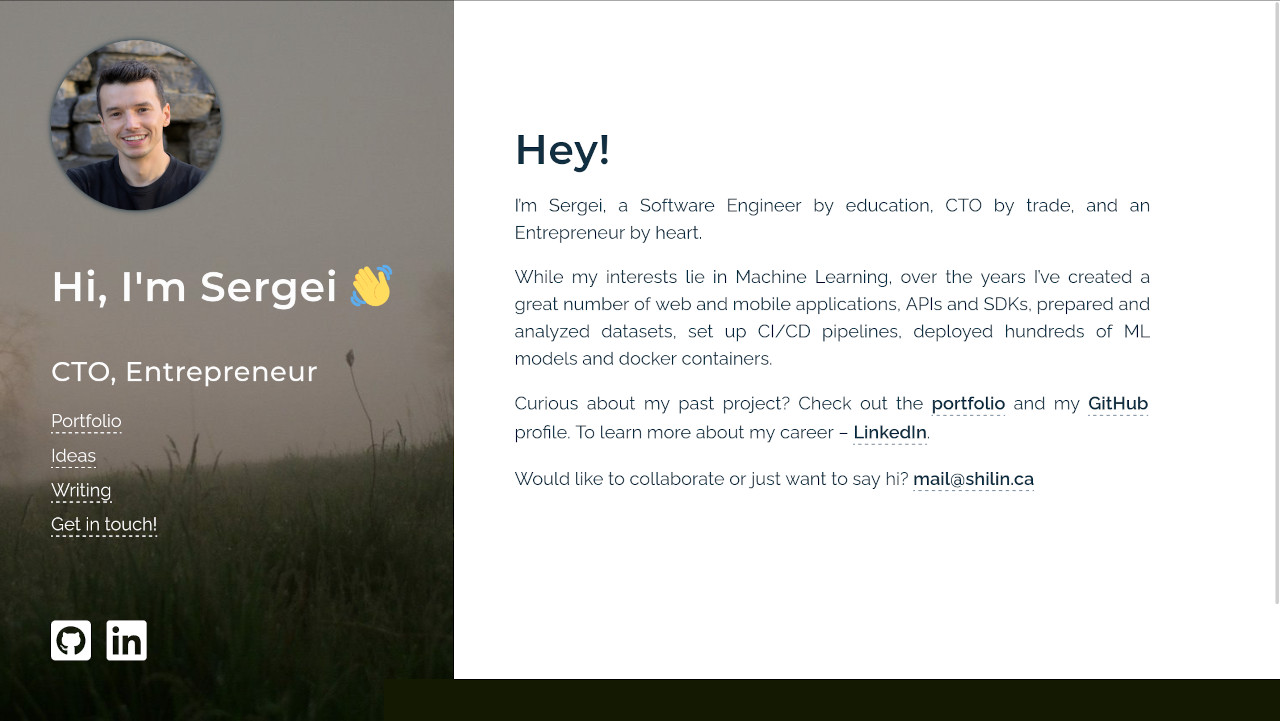 Hi, I'm Sergei 👋
CTO, Entrepreneur
Portfolio
Ideas
Writing
Get in touch!
in
Hey!
I’m Sergei, a Software Engineer by education, CTO by trade, and an
Entrepreneur by heart.
While my interests lie in Machine Learning, over the years I’ve created a
great number of web and mobile applications, APIs and SDKs, prepared and
analyzed datasets, set up CI/CD pipelines, deployed hundreds of ML
models and docker containers.
Curious about my past project? Check out the portfolio and my GitHub
profile. To learn more about my career – LinkedIn.
Would like to collaborate or just want to say hi? mail@shilin.ca